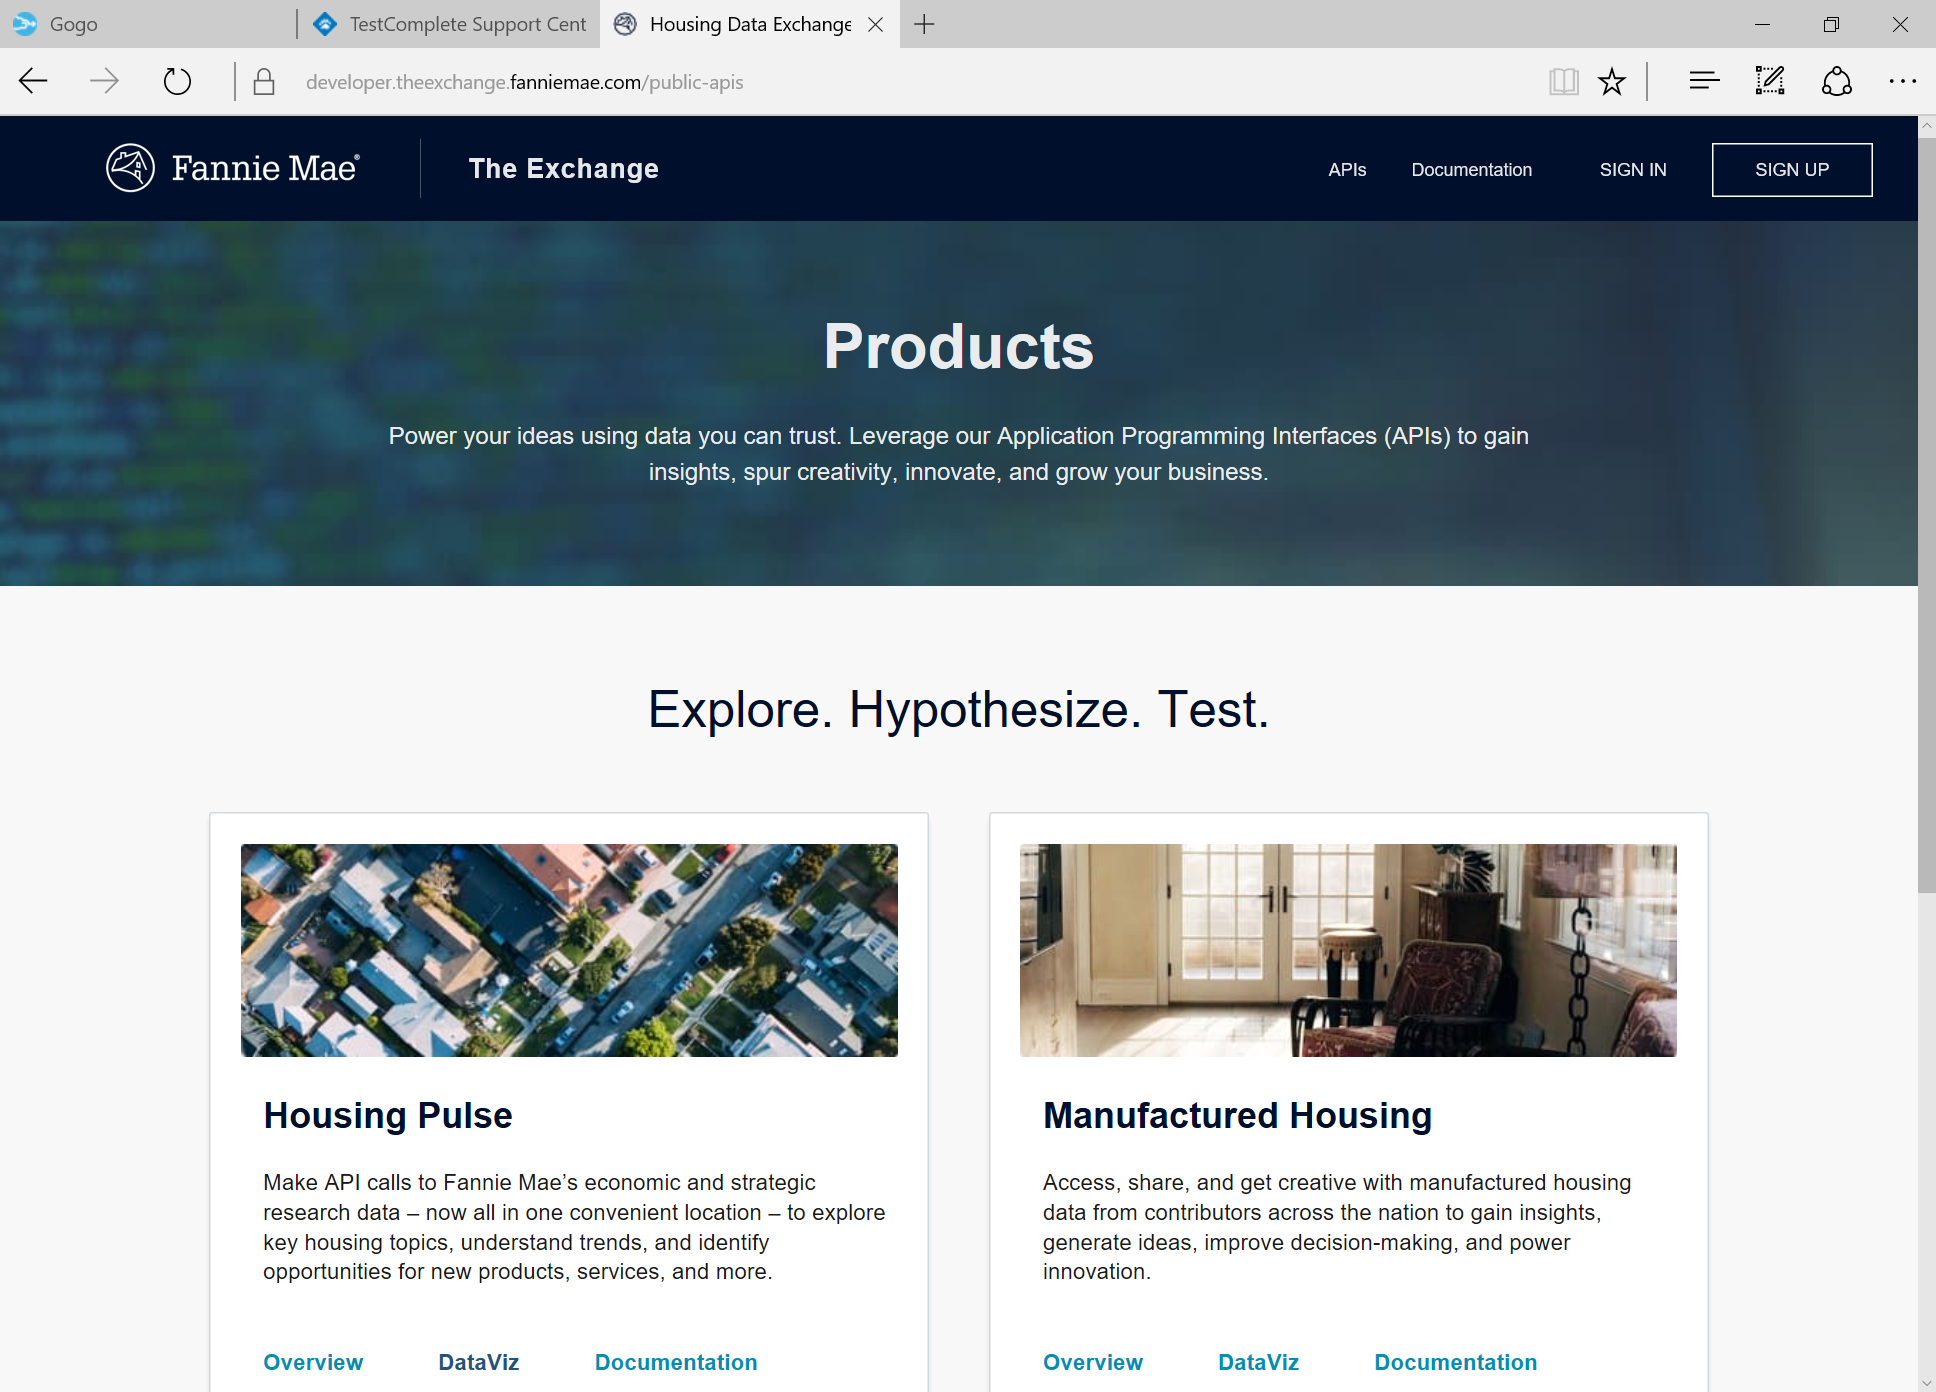 Gogo
TestComplete Support Cent
Housing Data Exchange
developer.theexchange.fanniemae.com/public-apis
Fannie Mae®
The Exchange
APIs
Documentation
SIGN IN
SIGN UP
Products
Power your ideas using data you can trust. Leverage our Application Programming Interfaces (APIs) to gain
insights, spur creativity, innovate, and grow your business.
Explore. Hypothesize. Test.
Housing Pulse
Make API calls to Fannie Mae’s economic and strategic
research data – now all in one convenient location – to explore
key housing topics, understand trends, and identify
opportunities for new products, services, and more.
Overview
DataViz
Documentation
Manufactured Housing
Access, share, and get creative with manufactured housing
data from contributors across the nation to gain insights,
generate ideas, improve decision-making, and power
innovation.
Overview
DataViz
Documentation